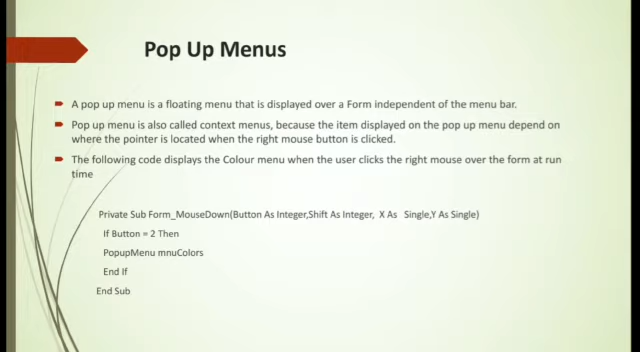 Pop Up Menus
A pop up menu is a floating menu that is displayed over a Form independent of the menu bar.
Pop up menu is also called context menus, because the item displayed on the pop up menu depend on
where the pointer is located when the right mouse button is clicked.
The following code displays the Colour menu when the user clicks the right mouse over the form at run
time
Private Sub Form_MouseDown(Button As Integer,Shift As Integer, X As Single,Y As Single)
If Button = 2 Then
PopupMenu mnuColors
End If
End Sub